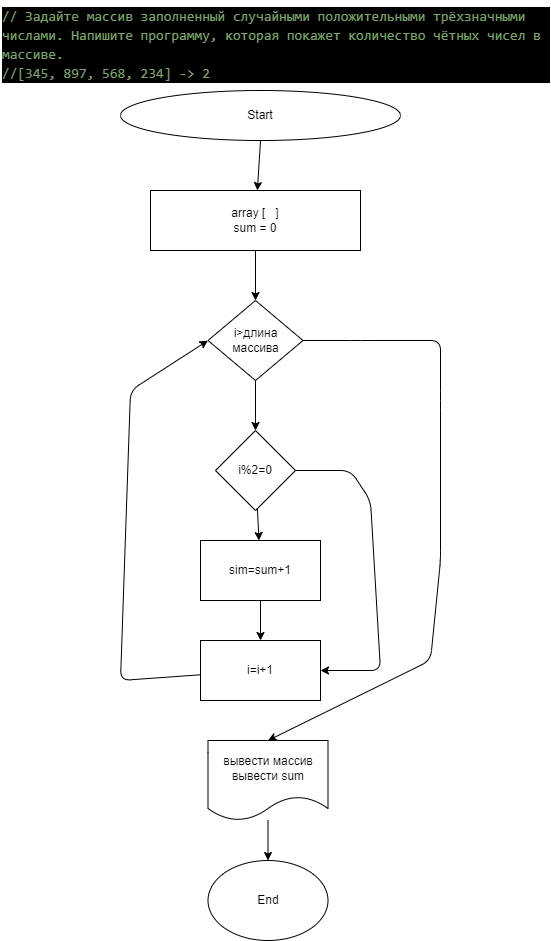 // Задайте массив заполненный случайными положительными трёхзначными
числами. Напишите программу, которая покажет количество чётных чисел в
массиве.
//[345, 897, 568, 234] -> 2
Start
array [   ]
sum = 0
i>длина
массива
i%2=0
sim=sum+1
i=i+1
вывести массив
вывести sum
End